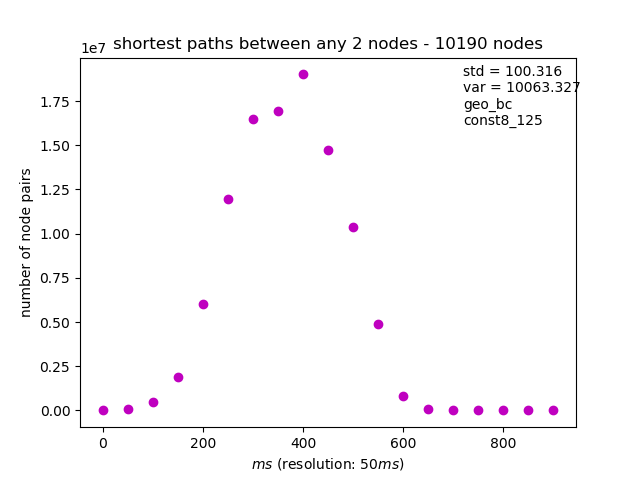 1e7
shortest paths between any 2 nodes - 10190 nodes
std = 100.316
var = 10063.327
geo_bc
const8_125
number of node pairs
1.75
1.50
1.25
1.00
0.75
0.50
0.25
0.00
0 200 400 600 800
ms (resolution: 50ms)